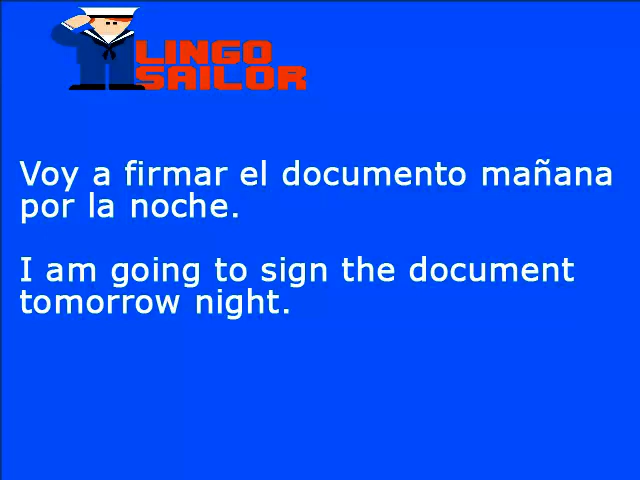 LINGO
SAILOR
Voy a firmar el documento mañana
por la noche.
I am going to sign the document
tomorrow night.